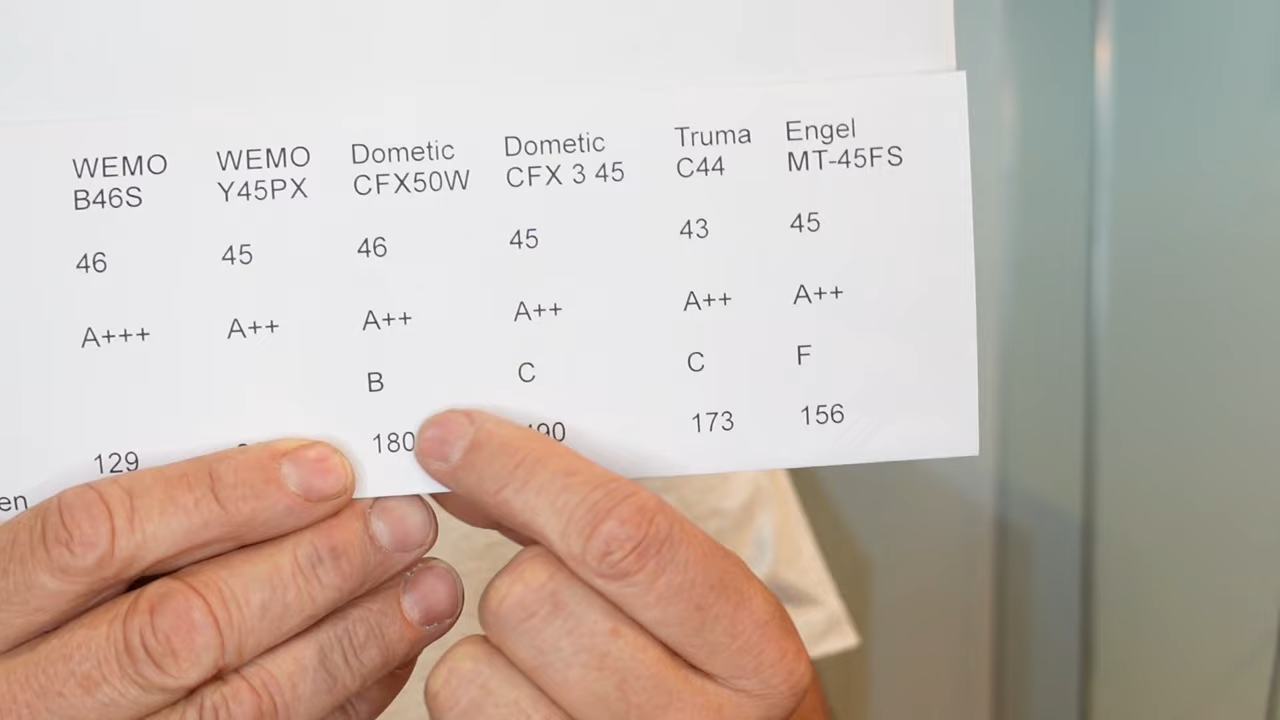 WEMO WEMO Dometic Dometic Truma Engel
B46S Y45PX CFX50W CFX 3 45 C44 MT-45FS
46 45 46 45 43 45
A+++ A++ A++ A++ A++ A++
B C C F
129 180 173 156
en